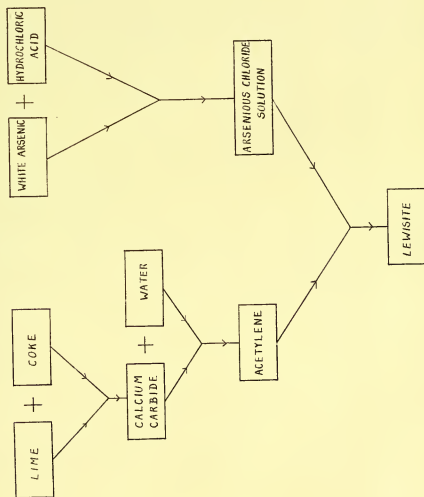 LIME
+
COKE
WHITE ARSENIC
+
HYDROCHLORIC
ACID
CALCIUM
CARBIDE
+
WATER
ACETYLENE
ARSENIOUS CHLORIDE
SOLUTION
LEWISITE